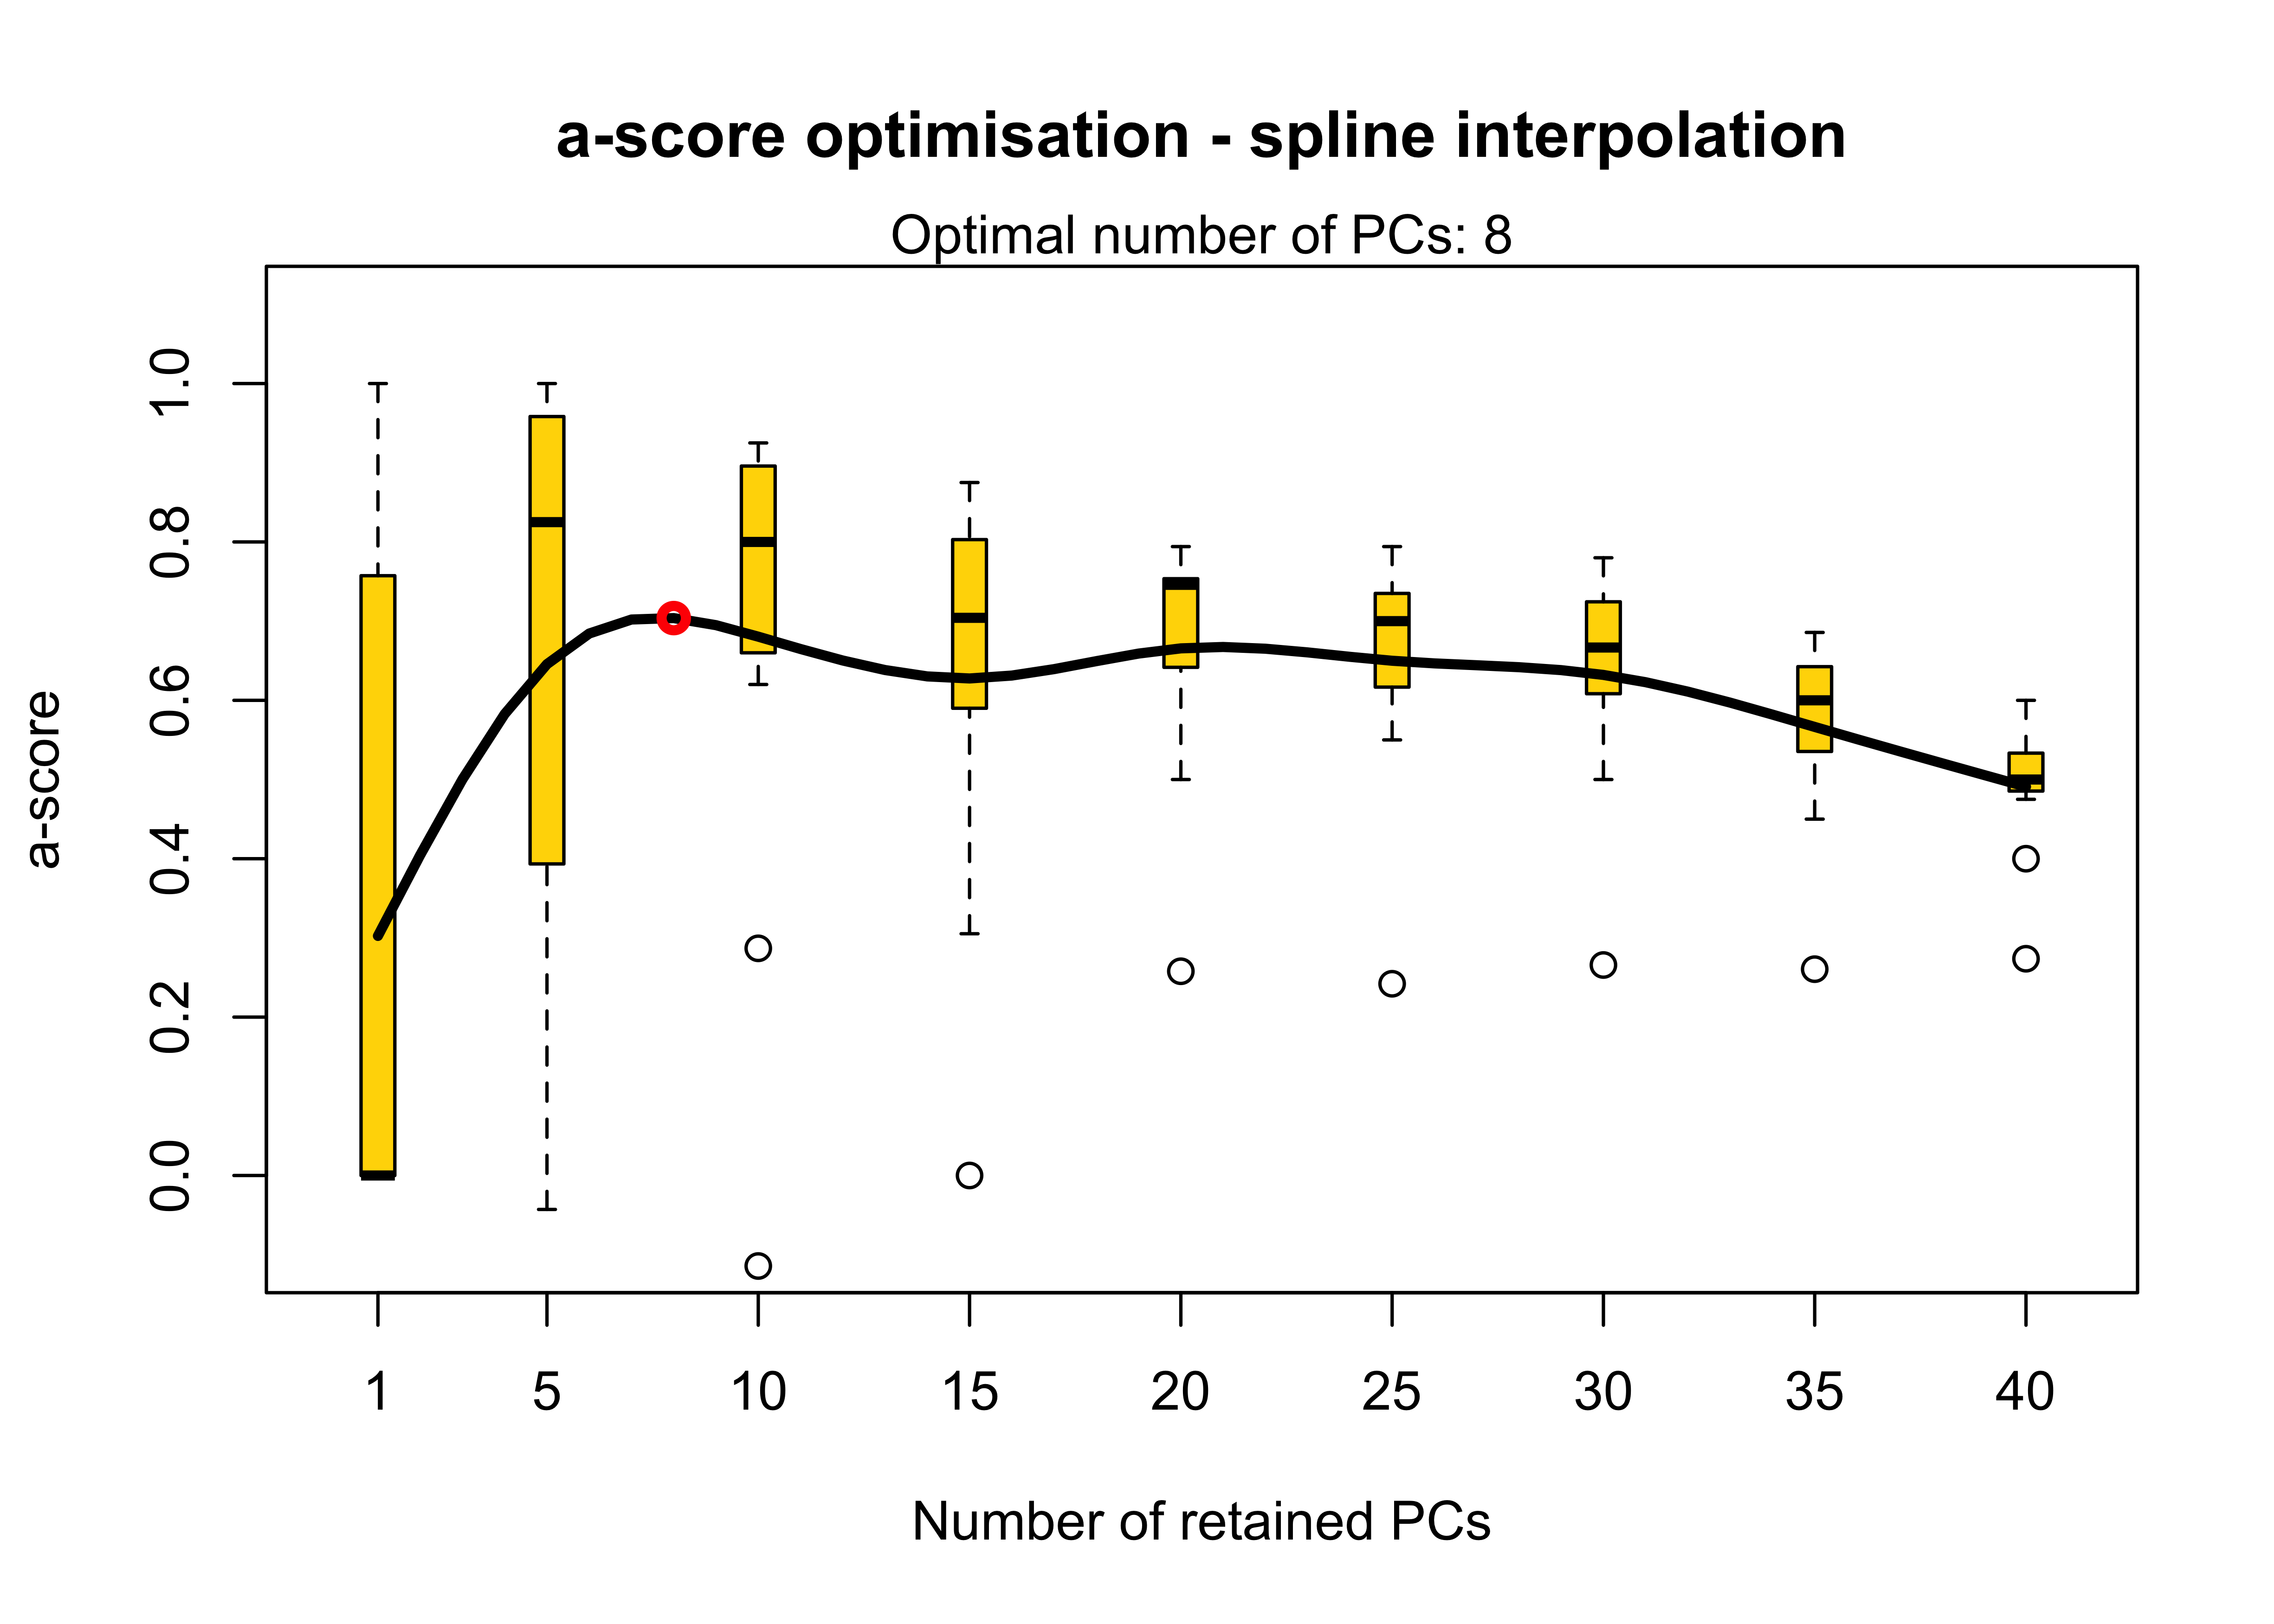 a-score optimisation - spline interpolation
Optimal number of PCs: 8
a-score
1.0
0.8
0.6
0.4
0.2
0.0
1 5 10 15 20 25 30 35 40
Number of retained PCs